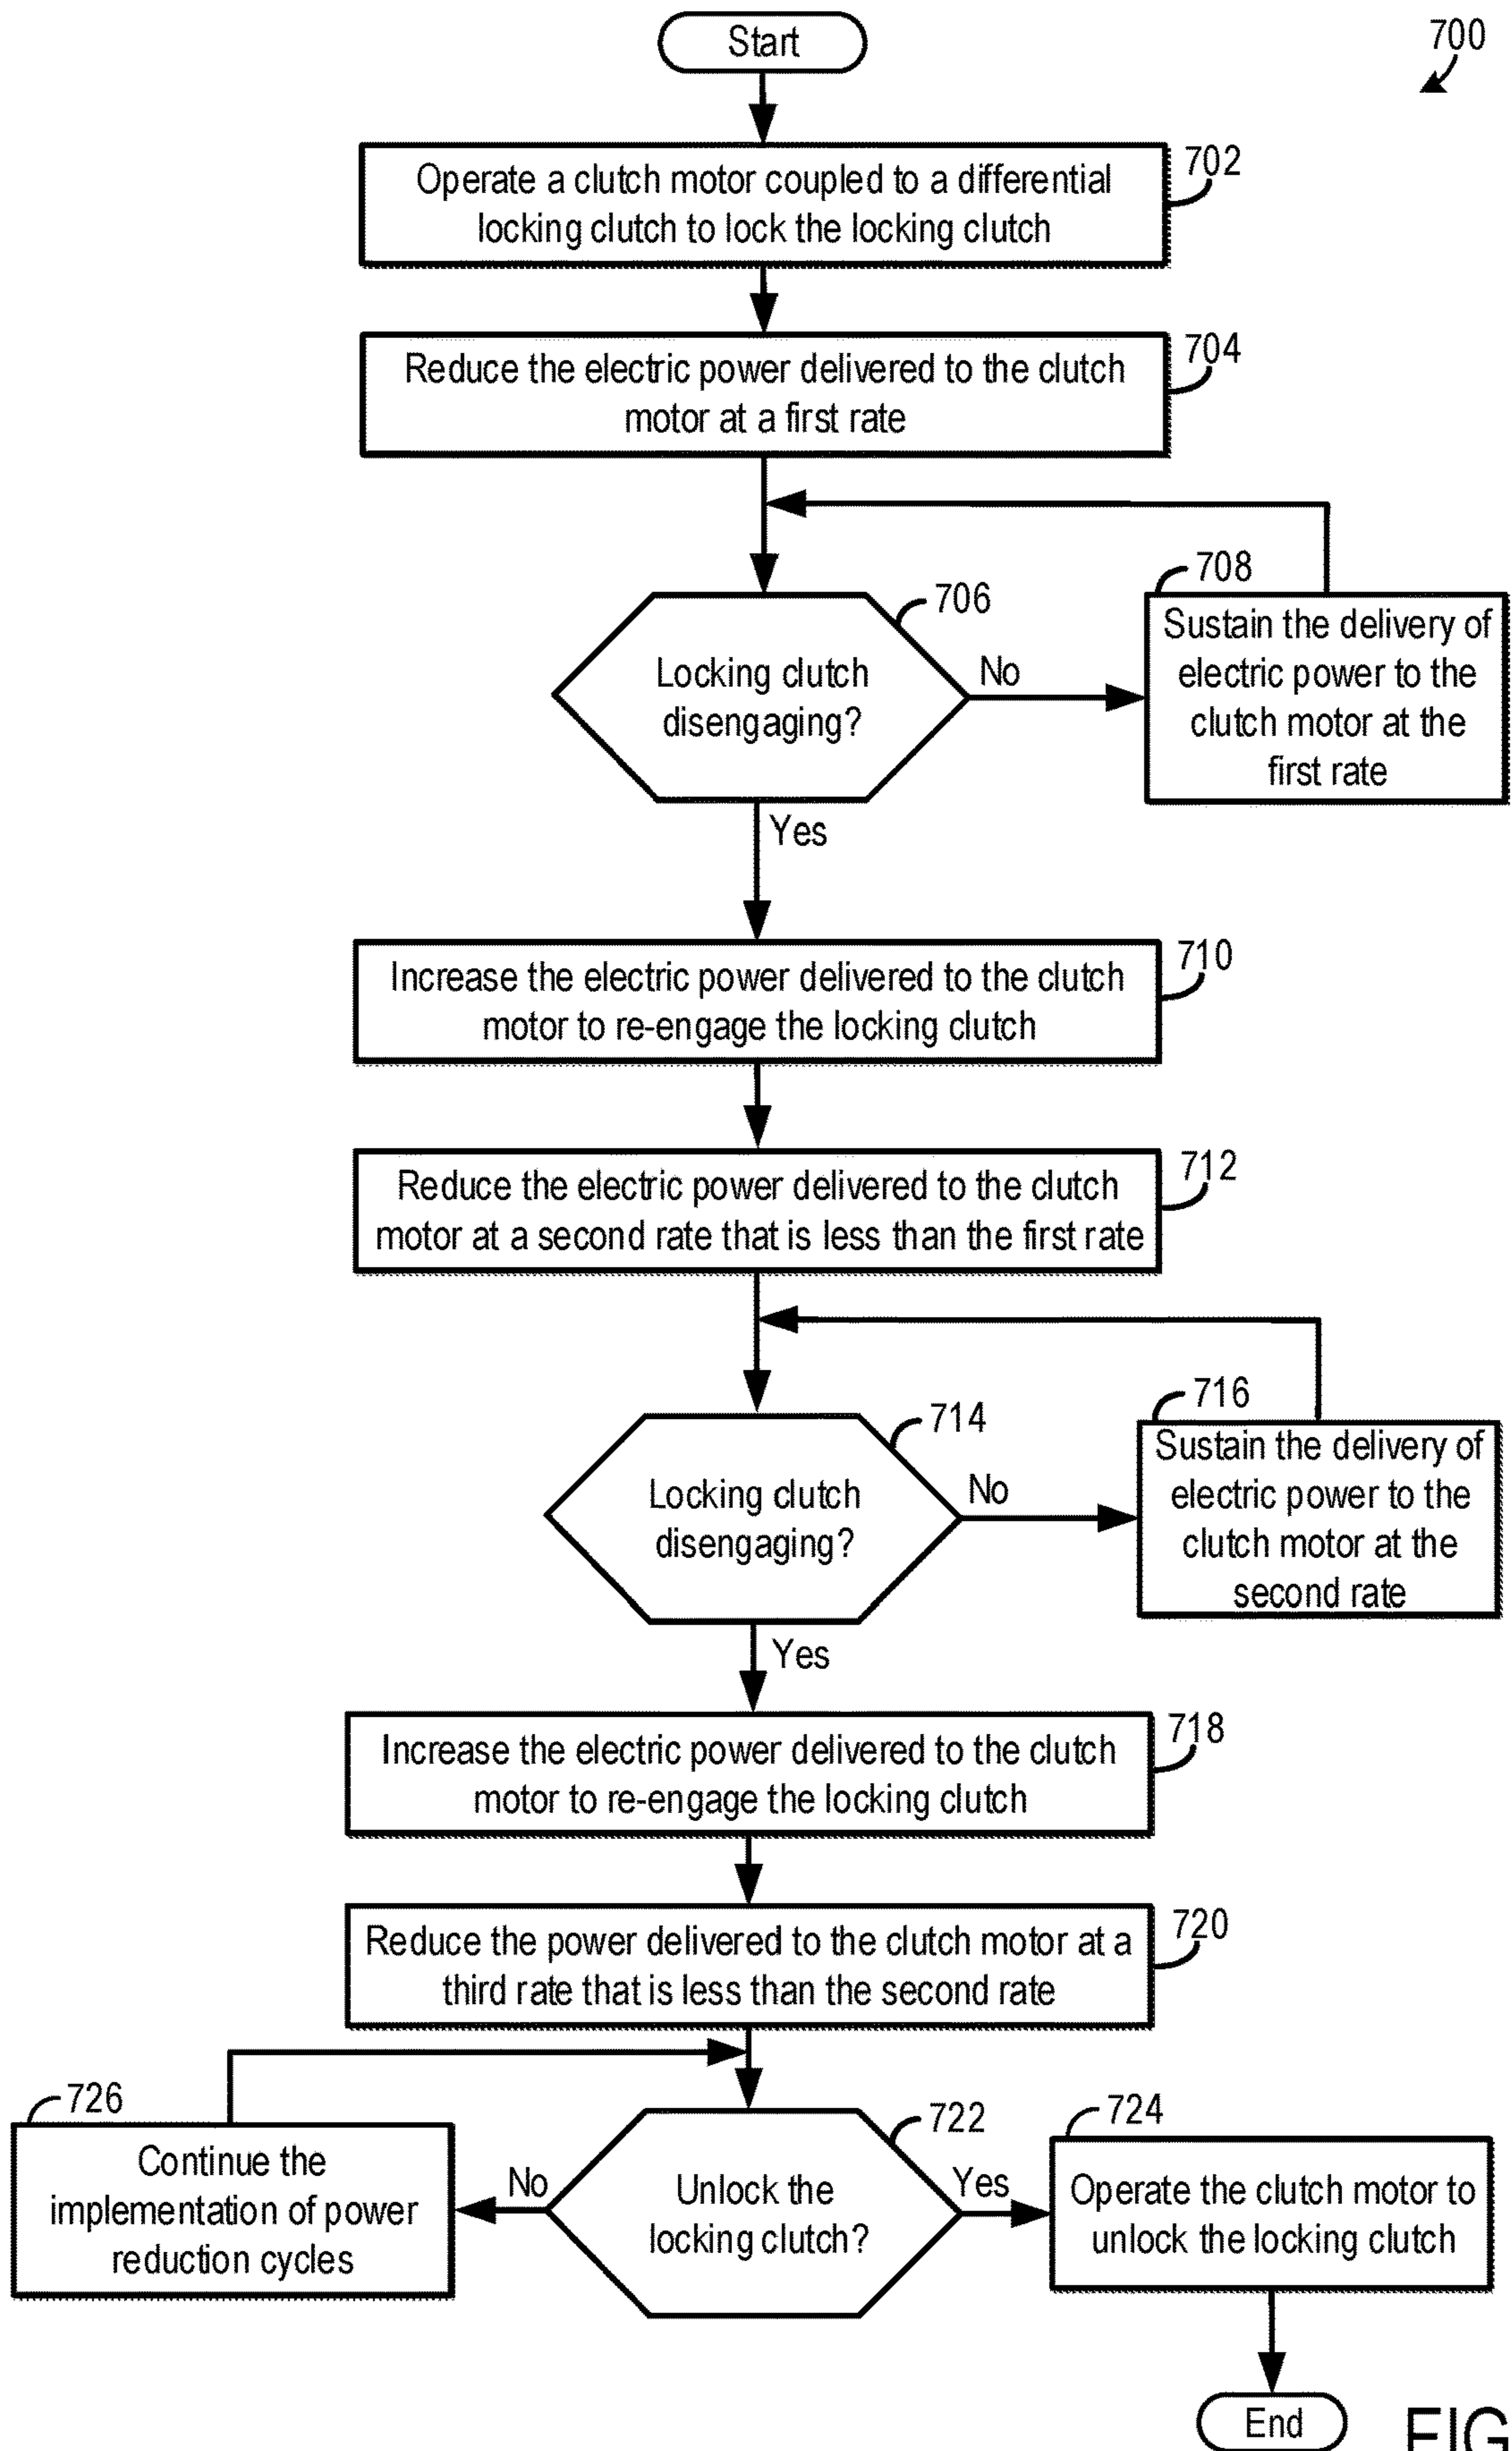 Start
700
Operate a clutch motor coupled to a differential
locking clutch to lock the locking clutch
702
Reduce the electric power delivered to the clutch
motor at a first rate
704
Locking clutch
disengaging?
706
No
708
Sustain the delivery of
electric power to the
clutch motor at the
first rate
Yes
Increase the electric power delivered to the clutch
motor to re-engage the locking clutch
710
Reduce the electric power delivered to the clutch
motor at a second rate that is less than the first rate
712
Locking clutch
disengaging?
714
No
716
Sustain the delivery of
electric power to the
clutch motor at the
second rate
Yes
Increase the electric power delivered to the clutch
motor to re-engage the locking clutch
718
Reduce the power delivered to the clutch motor at a
third rate that is less than the second rate
720
726
Continue the
implementation of power
reduction cycles
No
Unlock the
locking clutch?
722
Yes
724
Operate the clutch motor to
unlock the locking clutch
End
FIG